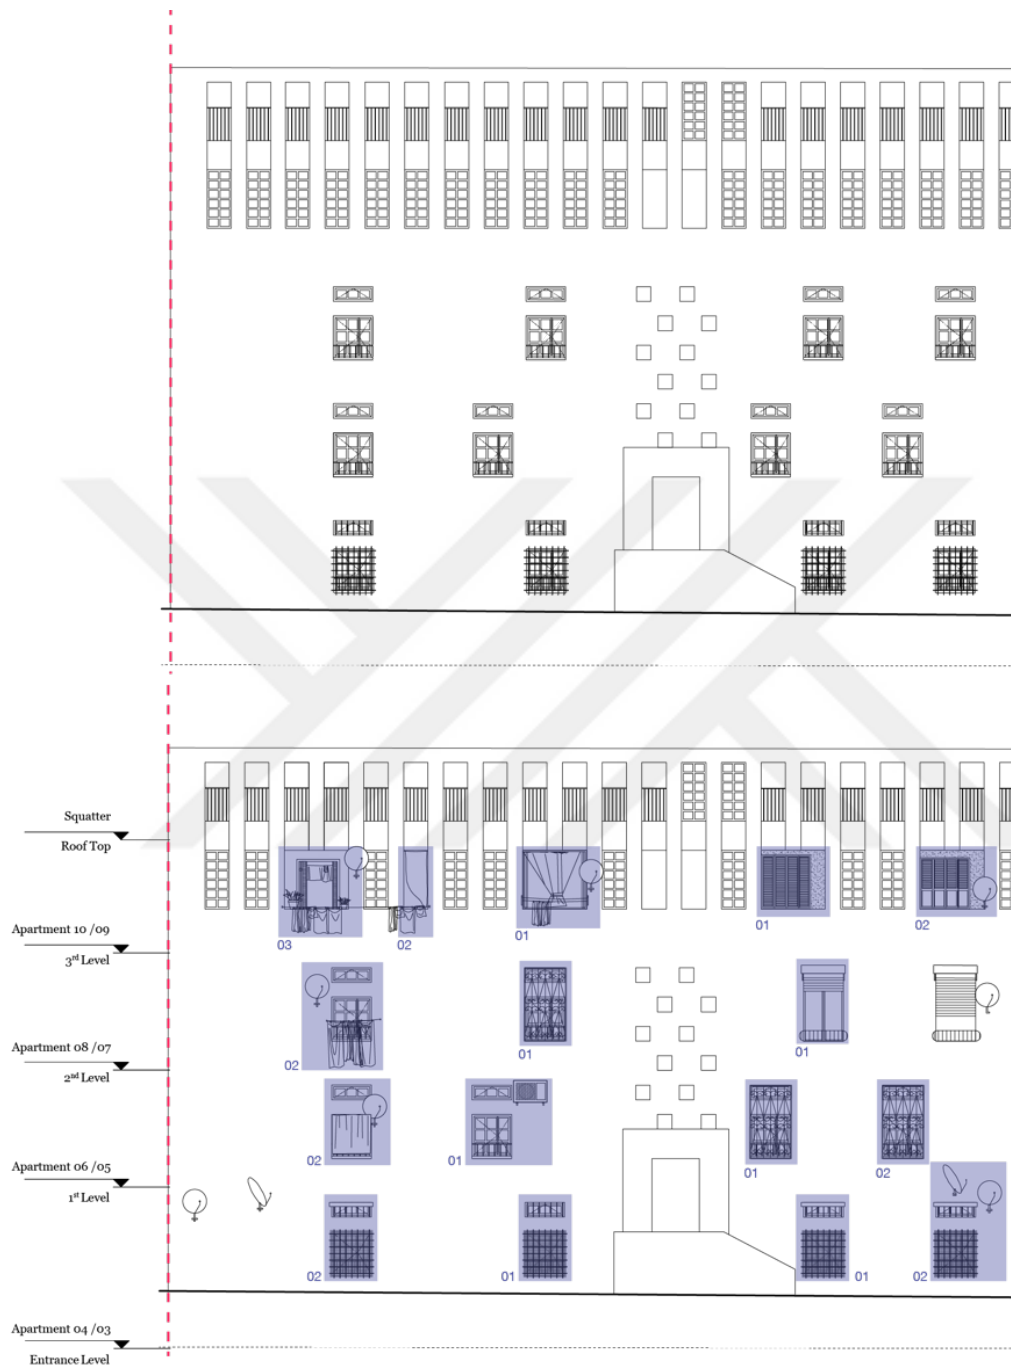 Squatter
Roof Top
03
02
01
01
02
Apartment 10 /09
3rd Level
02
01
01
Apartment 08 /07
2nd Level
02
01
01
02
Apartment 06 /05
1st Level
02
01
01
02
Apartment 04 /03
Entrance Level